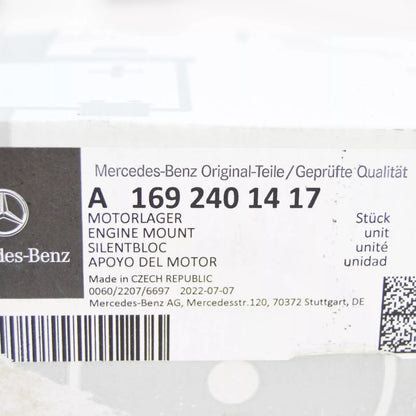 Mercedes-Benz Original-Teile/Geprüfte Qualität
A 169 240 14 17
MOTORLAGER Stück
ENGINE MOUNT unit
SILENTBLOC unité
APOYO DEL MOTOR unidad
des-Benz
Made in CZECH REPUBLIC
0060/2207/6697 2022-07-07
Mercedes-Benz AG, Mercedesstr.120, 70372 Stuttgart, DE